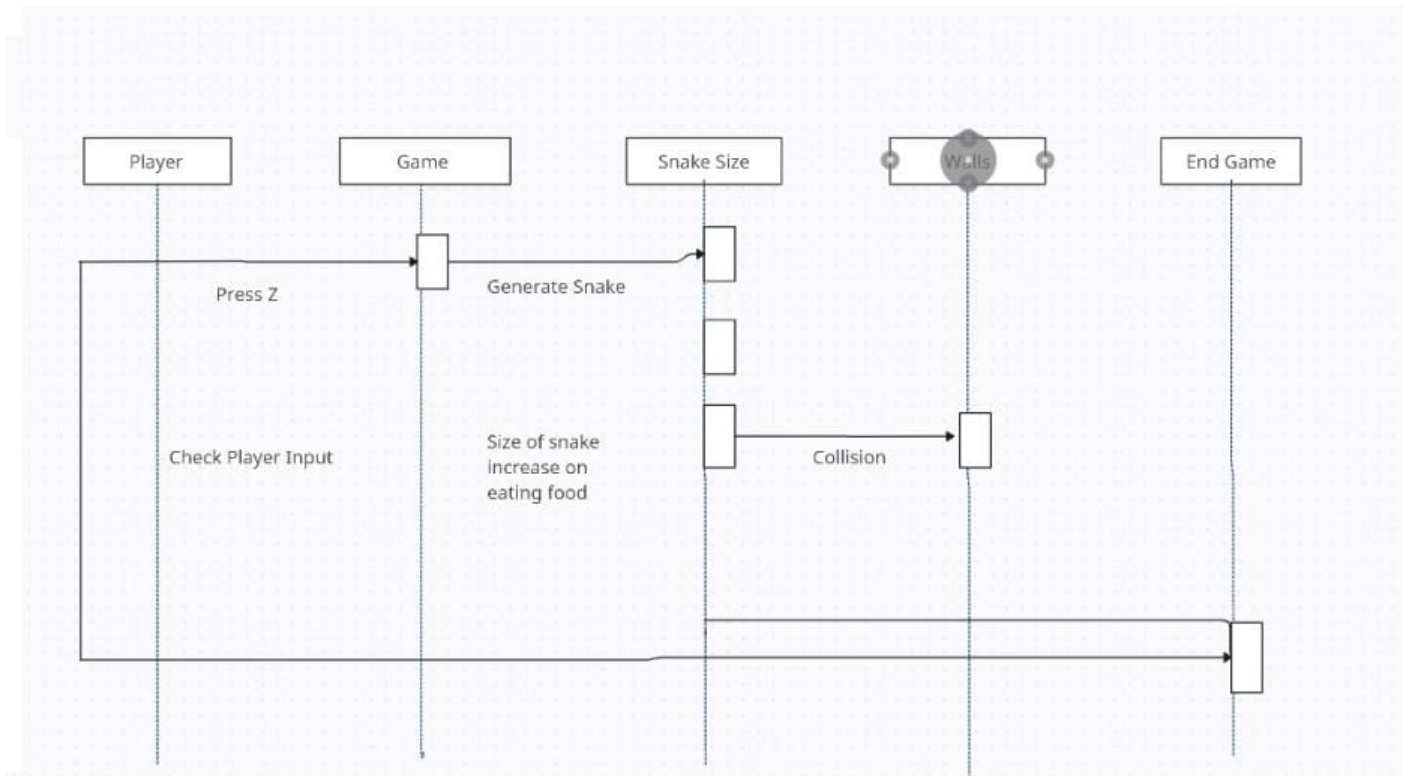 Player
Game
Snake Size
Walls
End Game
Press Z
Generate Snake
Check Player Input
Size of snake
increase on
eating food
Collision